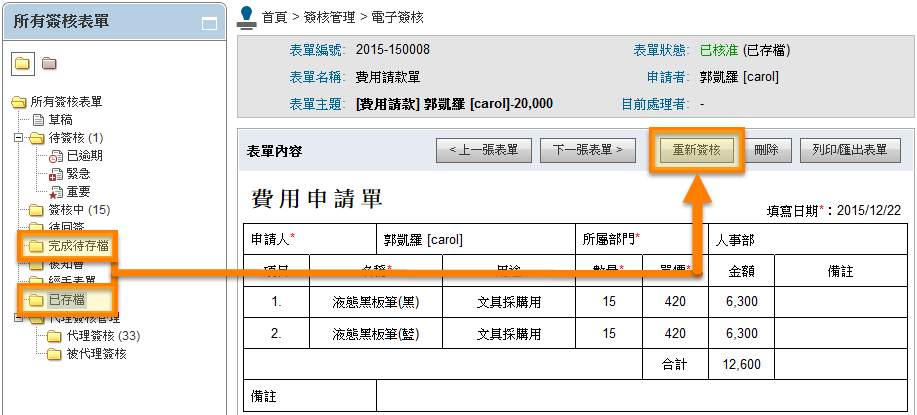 所有簽核表單
所有簽核表單
草稿
待簽核 (1)
已逾期
緊急
重要
簽核中 (15)
待回簽
完成待存檔
被知會
經手表單
已存檔
代理簽核管理
代理簽核 (33)
被代理簽核
首頁 > 簽核管理 > 電子簽核
表單編號: 2015-150008 表單狀態: 已核准 (已存檔)
表單名稱: 費用請款單 申請者: 郭凱羅 [carol]
表單主題: [費用請款] 郭凱羅 [carol]-20,000 目前處理者: -
表單內容 < 上一張表單 下一張表單 > 重新簽核 刪除 列印/匯出表單
費用申請單
填寫日期*：2015/12/22
申請人* 郭凱羅 [carol] 所屬部門* 人事部
項目 名稱* 用途 數量* 單價* 金額 備註
1. 液態黑板筆(黑) 文具採購用 15 420 6,300
2. 液態黑板筆(藍) 文具採購用 15 420 6,300
合計 12,600
備註